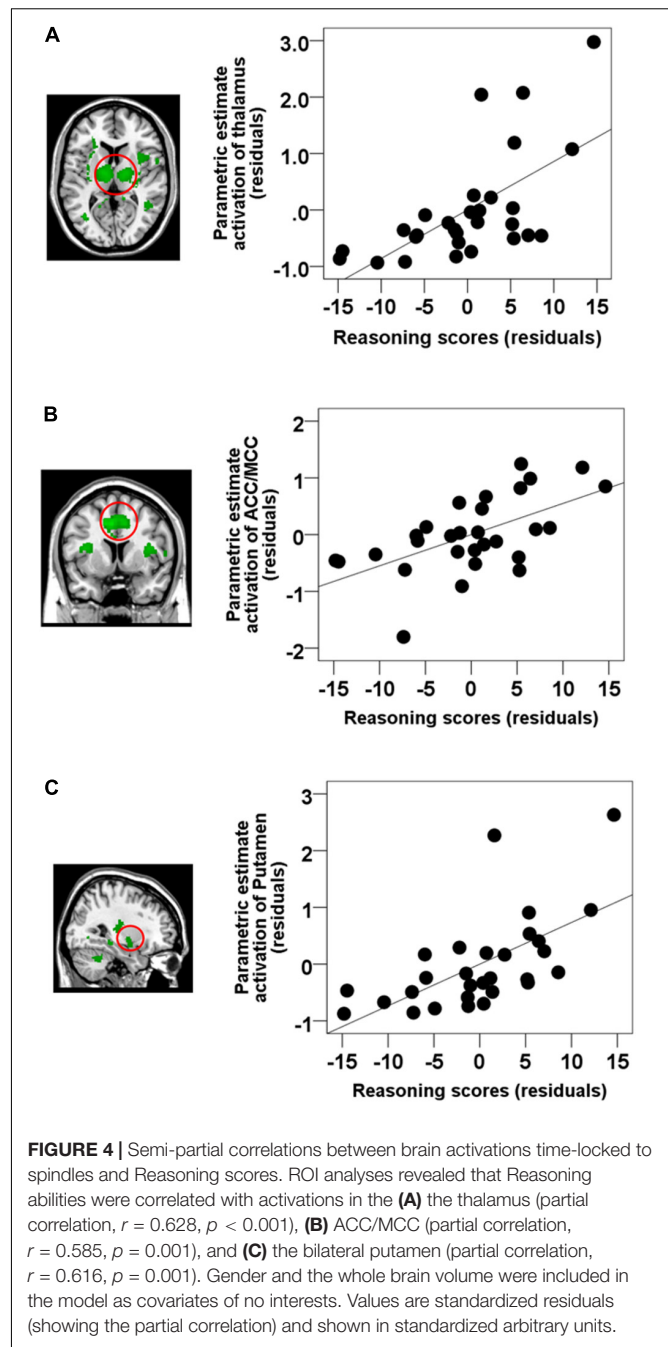 A
Parametric estimate
activation of thalamus
(residuals)
3.0
2.0
1.0
.0
-1.0
-15 -10 -5 0 5 10 15
Reasoning scores (residuals)
B
Parametric estimate
activation of ACC/MCC
(residuals)
2
1
0
-1
-2
-15 -10 -5 0 5 10 15
Reasoning scores (residuals)
C
Parametric estimate
activation of Putamen
(residuals)
3
2
1
0
-1
-15 -10 -5 0 5 10 15
Reasoning scores (residuals)
FIGURE 4 | Semi-partial correlations between brain activations time-locked to
spindles and Reasoning scores. ROI analyses revealed that Reasoning
abilities were correlated with activations in the (A) the thalamus (partial
correlation, r = 0.628, p < 0.001), (B) ACC/MCC (partial correlation,
r = 0.585, p = 0.001), and (C) the bilateral putamen (partial correlation,
r = 0.616, p = 0.001). Gender and the whole brain volume were included in
the model as covariates of no interests. Values are standardized residuals
(showing the partial correlation) and shown in standardized arbitrary units.